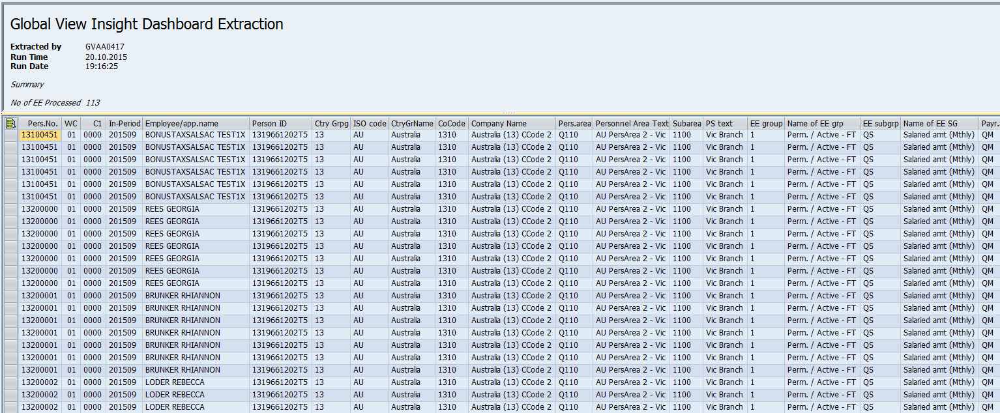 Global View Insight Dashboard Extraction
Extracted by GVAA0417
Run Time 20.10.2015
Run Date 19:16:25
Summary
No of EE Processed 113
Pers.No. WC C1 In-Period Employee/app.name Person ID Ctry Grpg ISO code CtryGrName CoCode Company Name Pers.area Personnel Area Text Subarea PS text EE group Name of EE grp EE subgrp Name of EE SG Payr.
13100451 01 0000 201509 BONUSTAXSALSAC TEST1X 1319661202T5 13 AU Australia 1310 Australia (13) CCode 2 Q110 AU PersArea 2 - Vic 1100 Vic Branch 1 Perm. / Active - FT QS Salaried amt (Mthly) QM
13100451 01 0000 201509 BONUSTAXSALSAC TEST1X 1319661202T5 13 AU Australia 1310 Australia (13) CCode 2 Q110 AU PersArea 2 - Vic 1100 Vic Branch 1 Perm. / Active - FT QS Salaried amt (Mthly) QM
13100451 01 0000 201509 BONUSTAXSALSAC TEST1X 1319661202T5 13 AU Australia 1310 Australia (13) CCode 2 Q110 AU PersArea 2 - Vic 1100 Vic Branch 1 Perm. / Active - FT QS Salaried amt (Mthly) QM
13100451 01 0000 201509 BONUSTAXSALSAC TEST1X 1319661202T5 13 AU Australia 1310 Australia (13) CCode 2 Q110 AU PersArea 2 - Vic 1100 Vic Branch 1 Perm. / Active - FT QS Salaried amt (Mthly) QM
13100451 01 0000 201509 BONUSTAXSALSAC TEST1X 1319661202T5 13 AU Australia 1310 Australia (13) CCode 2 Q110 AU PersArea 2 - Vic 1100 Vic Branch 1 Perm. / Active - FT QS Salaried amt (Mthly) QM
13100451 01 0000 201509 BONUSTAXSALSAC TEST1X 1319661202T5 13 AU Australia 1310 Australia (13) CCode 2 Q110 AU PersArea 2 - Vic 1100 Vic Branch 1 Perm. / Active - FT QS Salaried amt (Mthly) QM
13200000 01 0000 201509 REES GEORGIA 1319661202T5 13 AU Australia 1310 Australia (13) CCode 2 Q110 AU PersArea 2 - Vic 1100 Vic Branch 1 Perm. / Active - FT QS Salaried amt (Mthly) QM
13200000 01 0000 201509 REES GEORGIA 1319661202T5 13 AU Australia 1310 Australia (13) CCode 2 Q110 AU PersArea 2 - Vic 1100 Vic Branch 1 Perm. / Active - FT QS Salaried amt (Mthly) QM
13200000 01 0000 201509 REES GEORGIA 1319661202T5 13 AU Australia 1310 Australia (13) CCode 2 Q110 AU PersArea 2 - Vic 1100 Vic Branch 1 Perm. / Active - FT QS Salaried amt (Mthly) QM
13200000 01 0000 201509 REES GEORGIA 1319661202T5 13 AU Australia 1310 Australia (13) CCode 2 Q110 AU PersArea 2 - Vic 1100 Vic Branch 1 Perm. / Active - FT QS Salaried amt (Mthly) QM
13200000 01 0000 201509 REES GEORGIA 1319661202T5 13 AU Australia 1310 Australia (13) CCode 2 Q110 AU PersArea 2 - Vic 1100 Vic Branch 1 Perm. / Active - FT QS Salaried amt (Mthly) QM
13200000 01 0000 201509 REES GEORGIA 1319661202T5 13 AU Australia 1310 Australia (13) CCode 2 Q110 AU PersArea 2 - Vic 1100 Vic Branch 1 Perm. / Active - FT QS Salaried amt (Mthly) QM
13200000 01 0000 201509 REES GEORGIA 1319661202T5 13 AU Australia 1310 Australia (13) CCode 2 Q110 AU PersArea 2 - Vic 1100 Vic Branch 1 Perm. / Active - FT QS Salaried amt (Mthly) QM
13200001 01 0000 201509 BRUNKER RHIANNON 1319661202T5 13 AU Australia 1310 Australia (13) CCode 2 Q110 AU PersArea 2 - Vic 1100 Vic Branch 1 Perm. / Active - FT QS Salaried amt (Mthly) QM
13200001 01 0000 201509 BRUNKER RHIANNON 1319661202T5 13 AU Australia 1310 Australia (13) CCode 2 Q110 AU PersArea 2 - Vic 1100 Vic Branch 1 Perm. / Active - FT QS Salaried amt (Mthly) QM
13200001 01 0000 201509 BRUNKER RHIANNON 1319661202T5 13 AU Australia 1310 Australia (13) CCode 2 Q110 AU PersArea 2 - Vic 1100 Vic Branch 1 Perm. / Active - FT QS Salaried amt (Mthly) QM
13200001 01 0000 201509 BRUNKER RHIANNON 1319661202T5 13 AU Australia 1310 Australia (13) CCode 2 Q110 AU PersArea 2 - Vic 1100 Vic Branch 1 Perm. / Active - FT QS Salaried amt (Mthly) QM
13200001 01 0000 201509 BRUNKER RHIANNON 1319661202T5 13 AU Australia 1310 Australia (13) CCode 2 Q110 AU PersArea 2 - Vic 1100 Vic Branch 1 Perm. / Active - FT QS Salaried amt (Mthly) QM
13200001 01 0000 201509 BRUNKER RHIANNON 1319661202T5 13 AU Australia 1310 Australia (13) CCode 2 Q110 AU PersArea 2 - Vic 1100 Vic Branch 1 Perm. / Active - FT QS Salaried amt (Mthly) QM
13200001 01 0000 201509 BRUNKER RHIANNON 1319661202T5 13 AU Australia 1310 Australia (13) CCode 2 Q110 AU PersArea 2 - Vic 1100 Vic Branch 1 Perm. / Active - FT QS Salaried amt (Mthly) QM
13200002 01 0000 201509 LODER REBECCA 1319661202T5 13 AU Australia 1310 Australia (13) CCode 2 Q110 AU PersArea 2 - Vic 1100 Vic Branch 1 Perm. / Active - FT QS Salaried amt (Mthly) QM
13200002 01 0000 201509 LODER REBECCA 1319661202T5 13 AU Australia 1310 Australia (13) CCode 2 Q110 AU PersArea 2 - Vic 1100 Vic Branch 1 Perm. / Active - FT QS Salaried amt (Mthly) QM
13200002 01 0000 201509 LODER REBECCA 1319661202T5 13 AU Australia 1310 Australia (13) CCode 2 Q110 AU PersArea 2 - Vic 1100 Vic Branch 1 Perm. / Active - FT QS Salaried amt (Mthly) QM